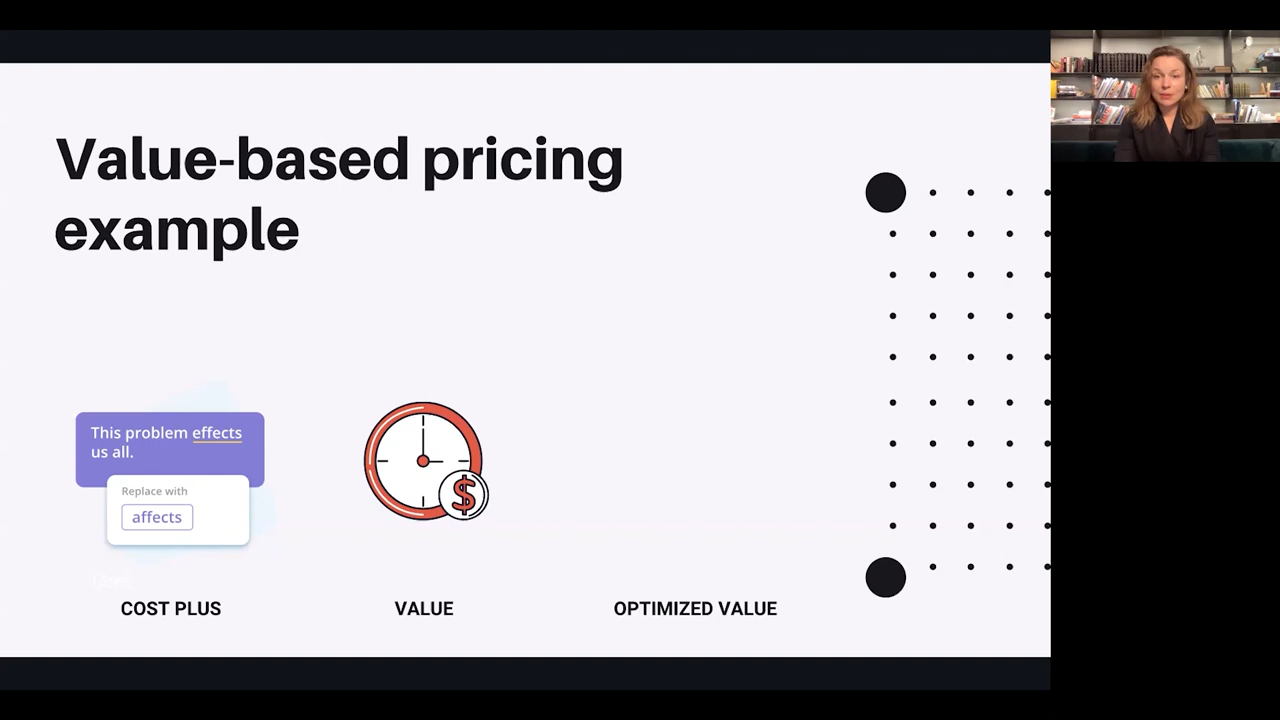 Value-based pricing
example
This problem effects
us all.
Replace with
affects
$
COST PLUS
VALUE
OPTIMIZED VALUE